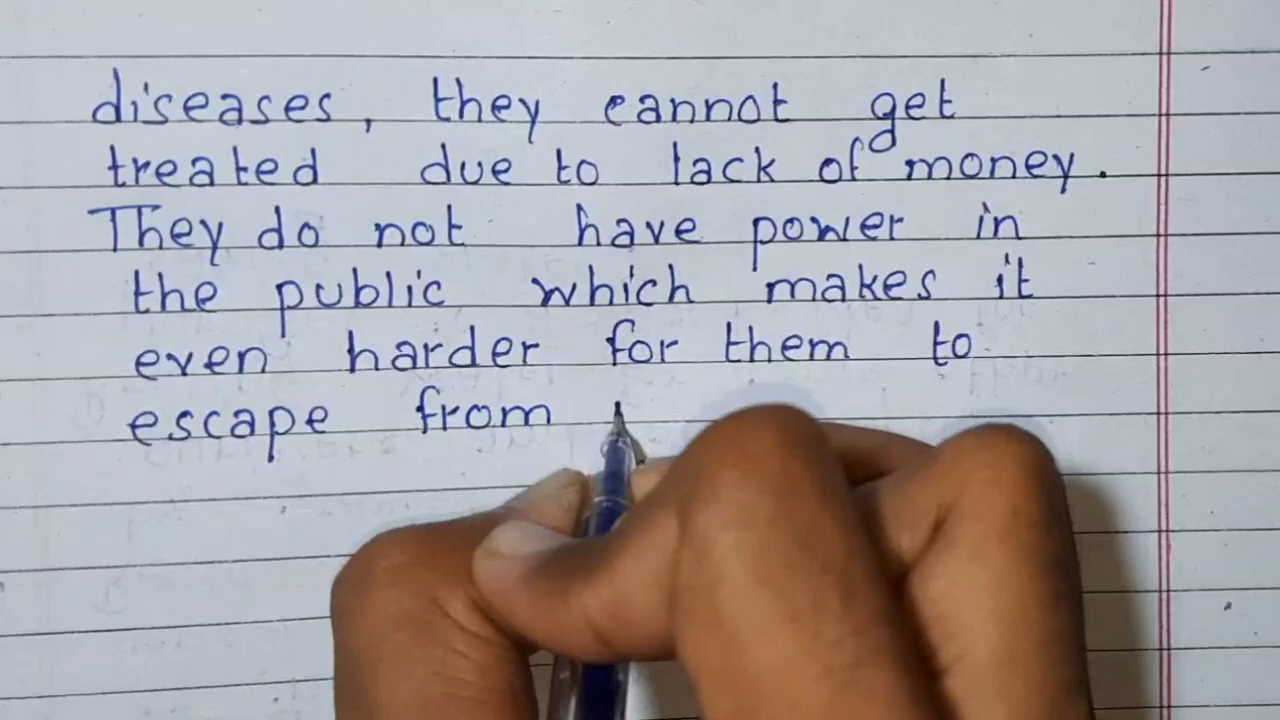 diseases, they cannot get
treated due to lack of money.
They do not have power in
the public which makes it
even harder for them to
escape from